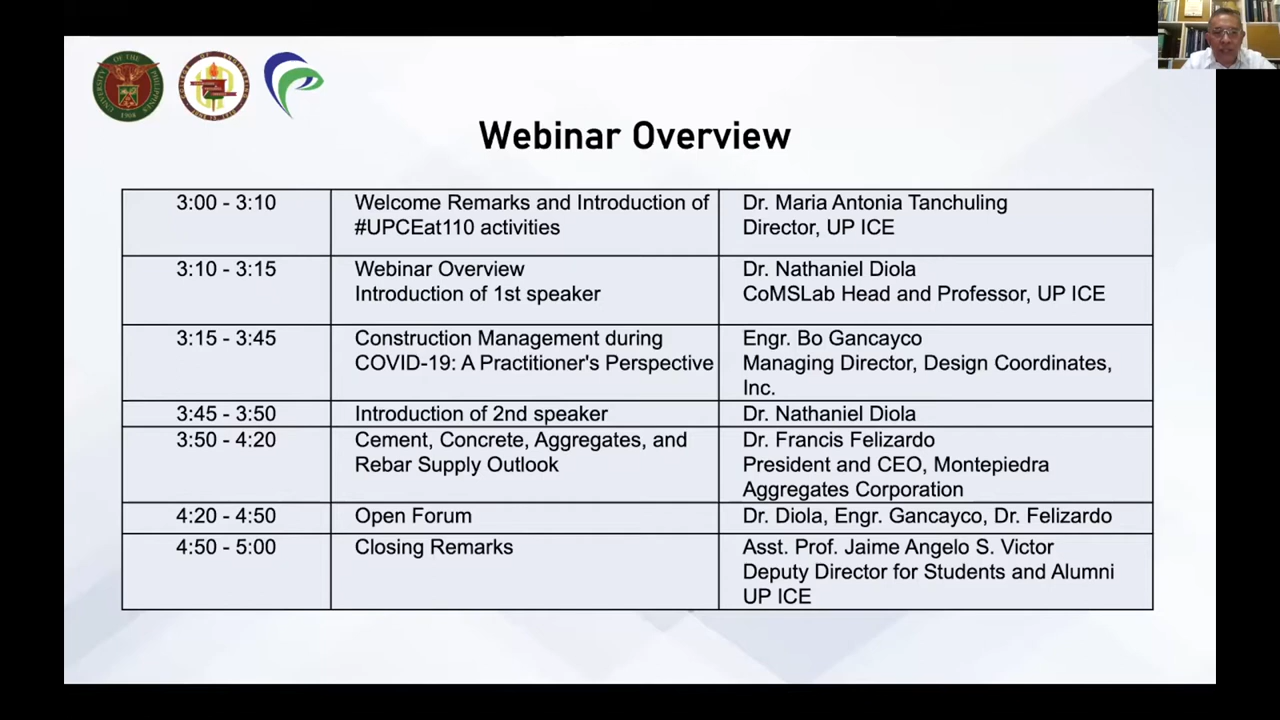 UNIVERSITY OF THE PHILIPPINES
1908
Webinar Overview
3:00 - 3:10
Welcome Remarks and Introduction of
#UPCEat110 activities
Dr. Maria Antonia Tanchuling
Director, UP ICE
3:10 - 3:15
Webinar Overview
Introduction of 1st speaker
Dr. Nathaniel Diola
CoMSLab Head and Professor, UP ICE
3:15 - 3:45
Construction Management during
COVID-19: A Practitioner's Perspective
Engr. Bo Gancayco
Managing Director, Design Coordinates,
Inc.
3:45 - 3:50
Introduction of 2nd speaker
Dr. Nathaniel Diola
3:50 - 4:20
Cement, Concrete, Aggregates, and
Rebar Supply Outlook
Dr. Francis Felizardo
President and CEO, Montepiedra
Aggregates Corporation
4:20 - 4:50
Open Forum
Dr. Diola, Engr. Gancayco, Dr. Felizardo
4:50 - 5:00
Closing Remarks
Asst. Prof. Jaime Angelo S. Victor
Deputy Director for Students and Alumni
UP ICE